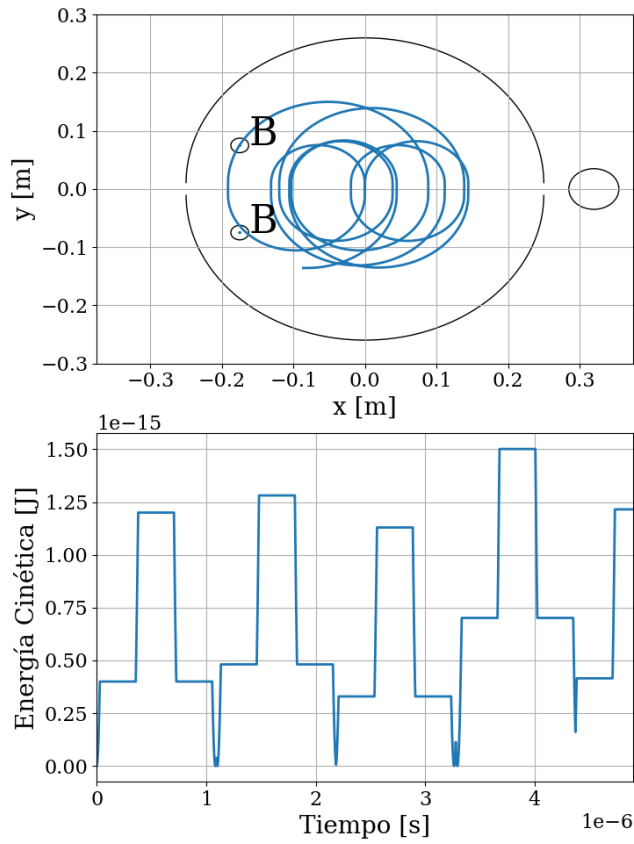 0.3
0.2
0.1
0.0
−0.1
−0.2
−0.3
y [m]
B
B
−0.3 −0.2 −0.1 0.0 0.1 0.2 0.3
x [m]
1e−15
1.50
1.25
1.00
0.75
0.50
0.25
0.00
Energía Cinética [J]
0 1 2 3 4
1e−6
Tiempo [s]